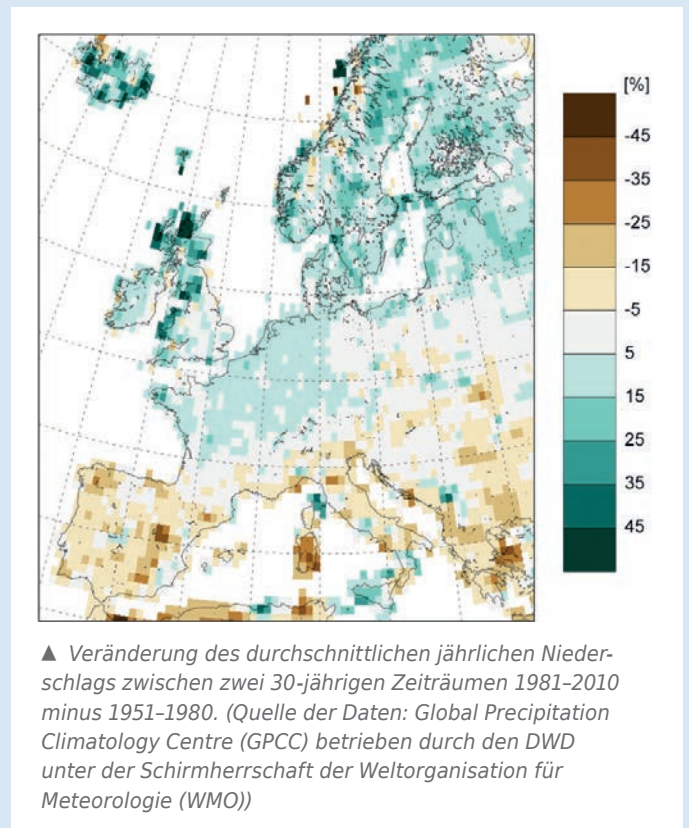 [%]
-45
-35
-25
-15
-5
5
15
25
35
45
▲ Veränderung des durchschnittlichen jährlichen Nieder-
schlags zwischen zwei 30-jährigen Zeiträumen 1981–2010
minus 1951–1980. (Quelle der Daten: Global Precipitation
Climatology Centre (GPCC) betrieben durch den DWD
unter der Schirmherrschaft der Weltorganisation für
Meteorologie (WMO))